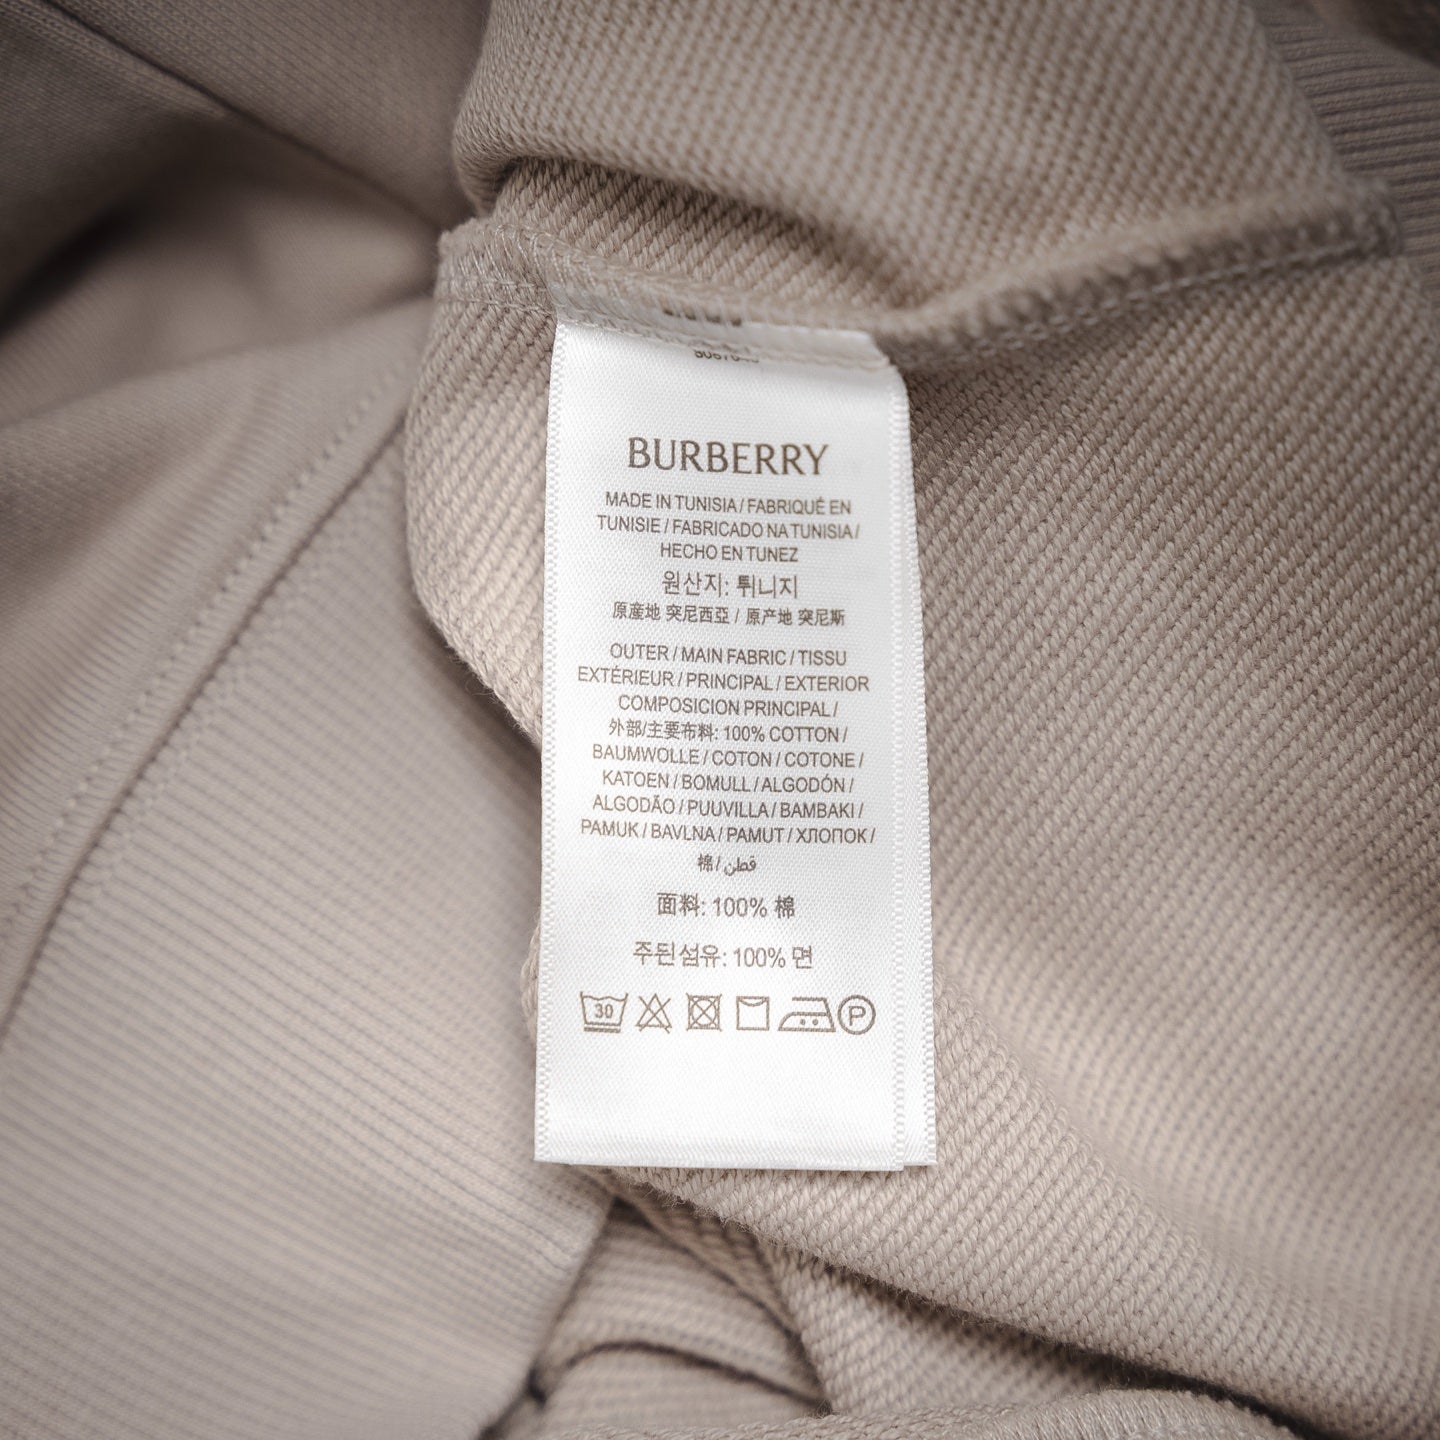 BURBERRY
MADE IN TUNISIA / FABRIQUÉ EN
TUNISIE / FABRICADO NA TUNISIA /
HECHO EN TUNEZ
원산지: 튀니지
原產地 突尼西亞 / 原产地 突尼斯
OUTER / MAIN FABRIC / TISSU
EXTÉRIEUR / PRINCIPAL / EXTERIOR
COMPOSICION PRINCIPAL /
外部/主要布料: 100% COTTON /
BAUMWOLLE / COTON / COTONE /
KATOEN / BOMULL / ALGODÓN /
ALGODÃO / PUUVILLA / BAMBAKI /
PAMUK / BAVLNA / PAMUT / ХЛОПОК /
棉 / قطن
面料: 100% 棉
주된섬유: 100% 면
30 P